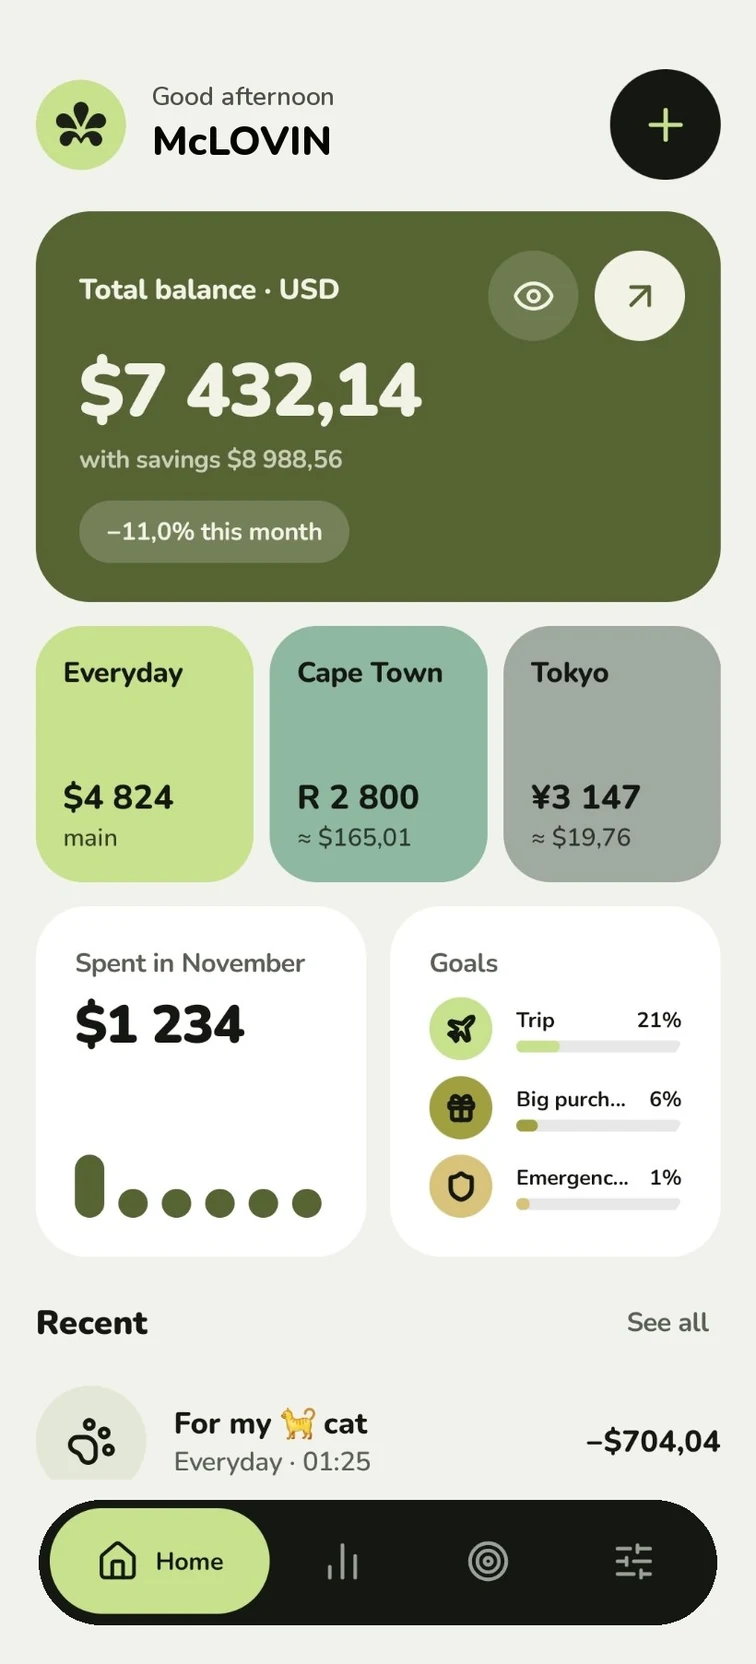 Good afternoon
McLOVIN
Total balance · USD
$7 432,14
with savings $8 988,56
−11,0% this month
Everyday
$4 824
main
Cape Town
R 2 800
≈ $165,01
Tokyo
¥3 147
≈ $19,76
Spent in November
$1 234
Goals
Trip 21%
Big purch... 6%
Emergenc... 1%
Recent See all
For my 🐈 cat
Everyday · 01:25
−$704,04
Home